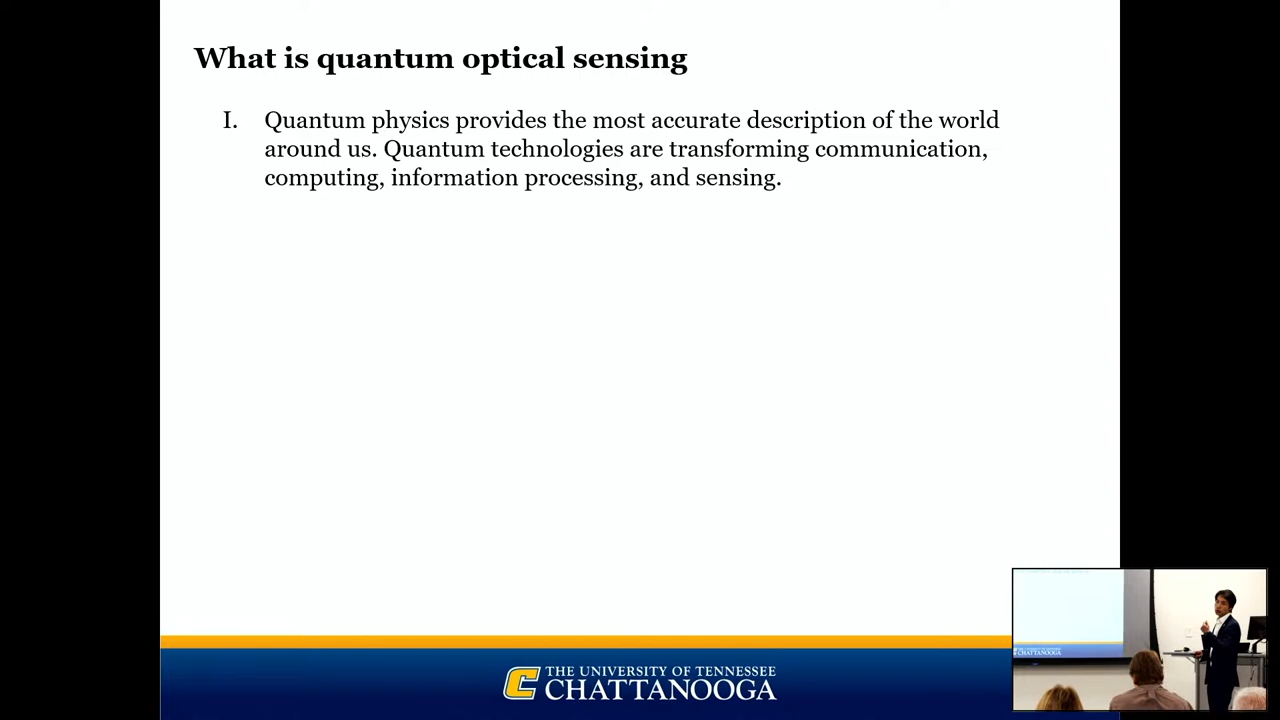 What is quantum optical sensing
I. Quantum physics provides the most accurate description of the world
around us. Quantum technologies are transforming communication,
computing, information processing, and sensing.
C THE UNIVERSITY OF TENNESSEE
CHATTANOOGA
CHATTANOOGA